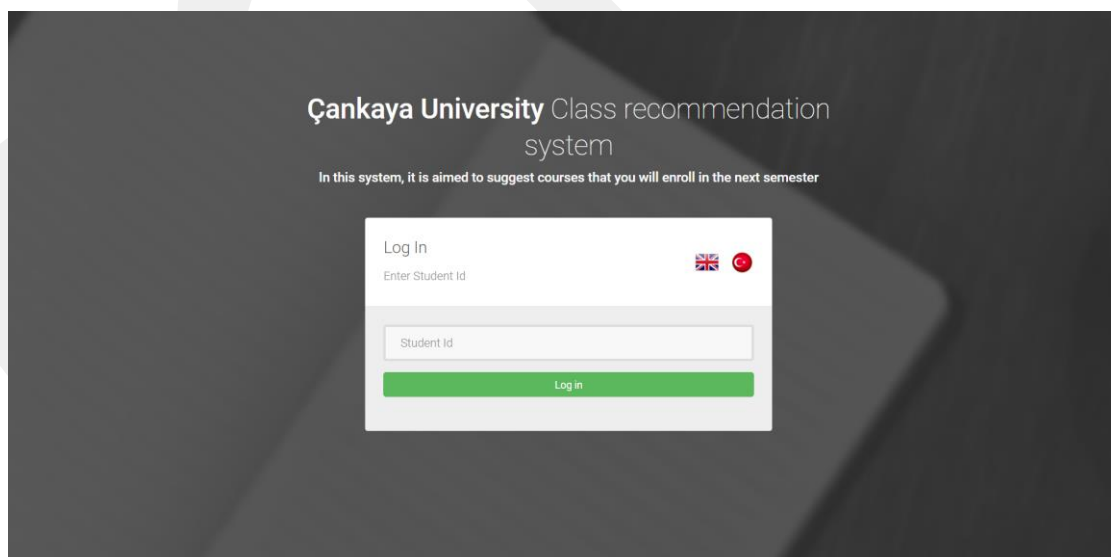 Çankaya University Class recommendation
system
In this system, it is aimed to suggest courses that you will enroll in the next semester
Log In
Enter Student Id
Student Id
Log in